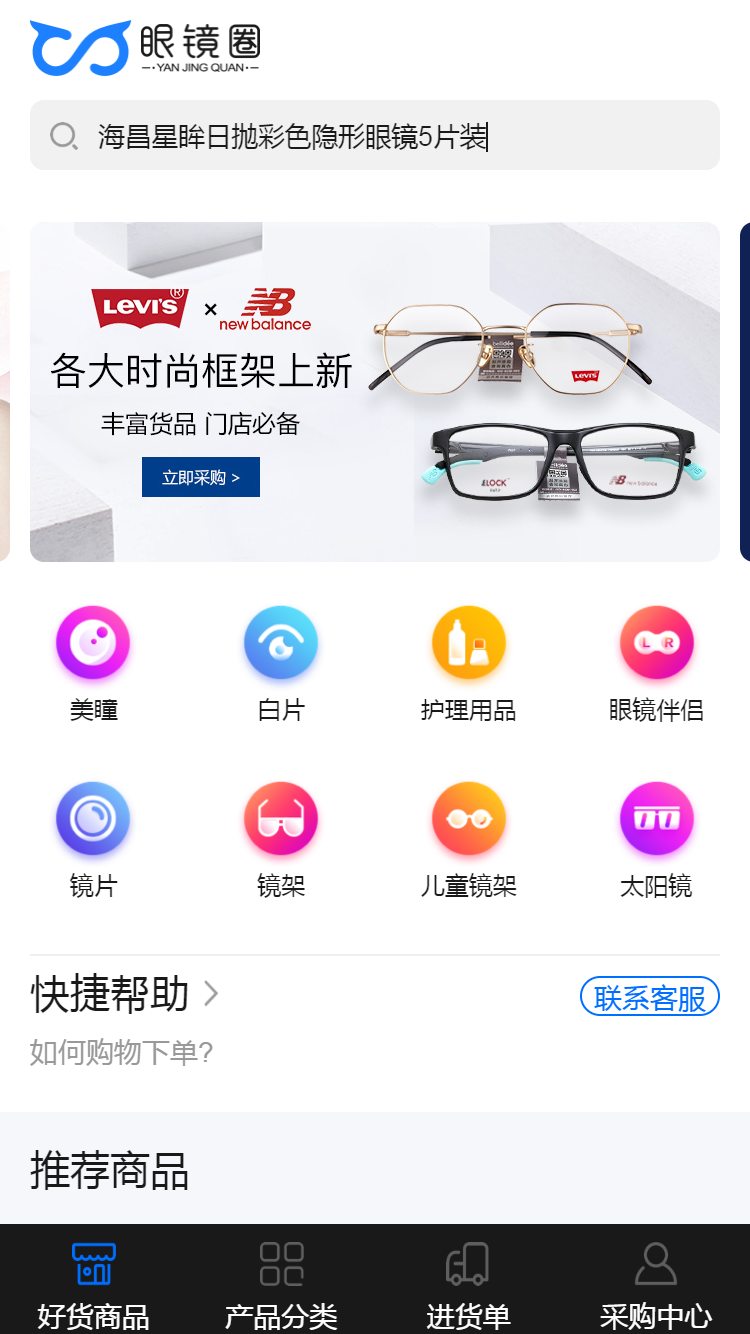 眼镜圈
YAN JING QUAN
海昌星眸日抛彩色隐形眼镜5片装
Levi's® × NB
new balance
各大时尚框架上新
丰富货品 门店必备
立即采购 >
Levi's
LOCK
NB new balance
美瞳
白片
护理用品
L R
眼镜伴侣
镜片
镜架
儿童镜架
太阳镜
快捷帮助
联系客服
如何购物下单?
推荐商品
好货商品
产品分类
进货单
采购中心